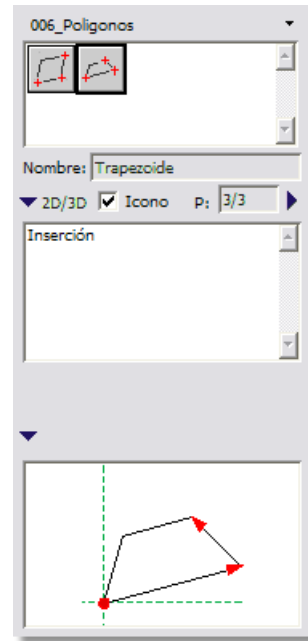 006_Poligonos
Nombre: Trapezoide
2D/3D Icono P: 3/3
Inserción